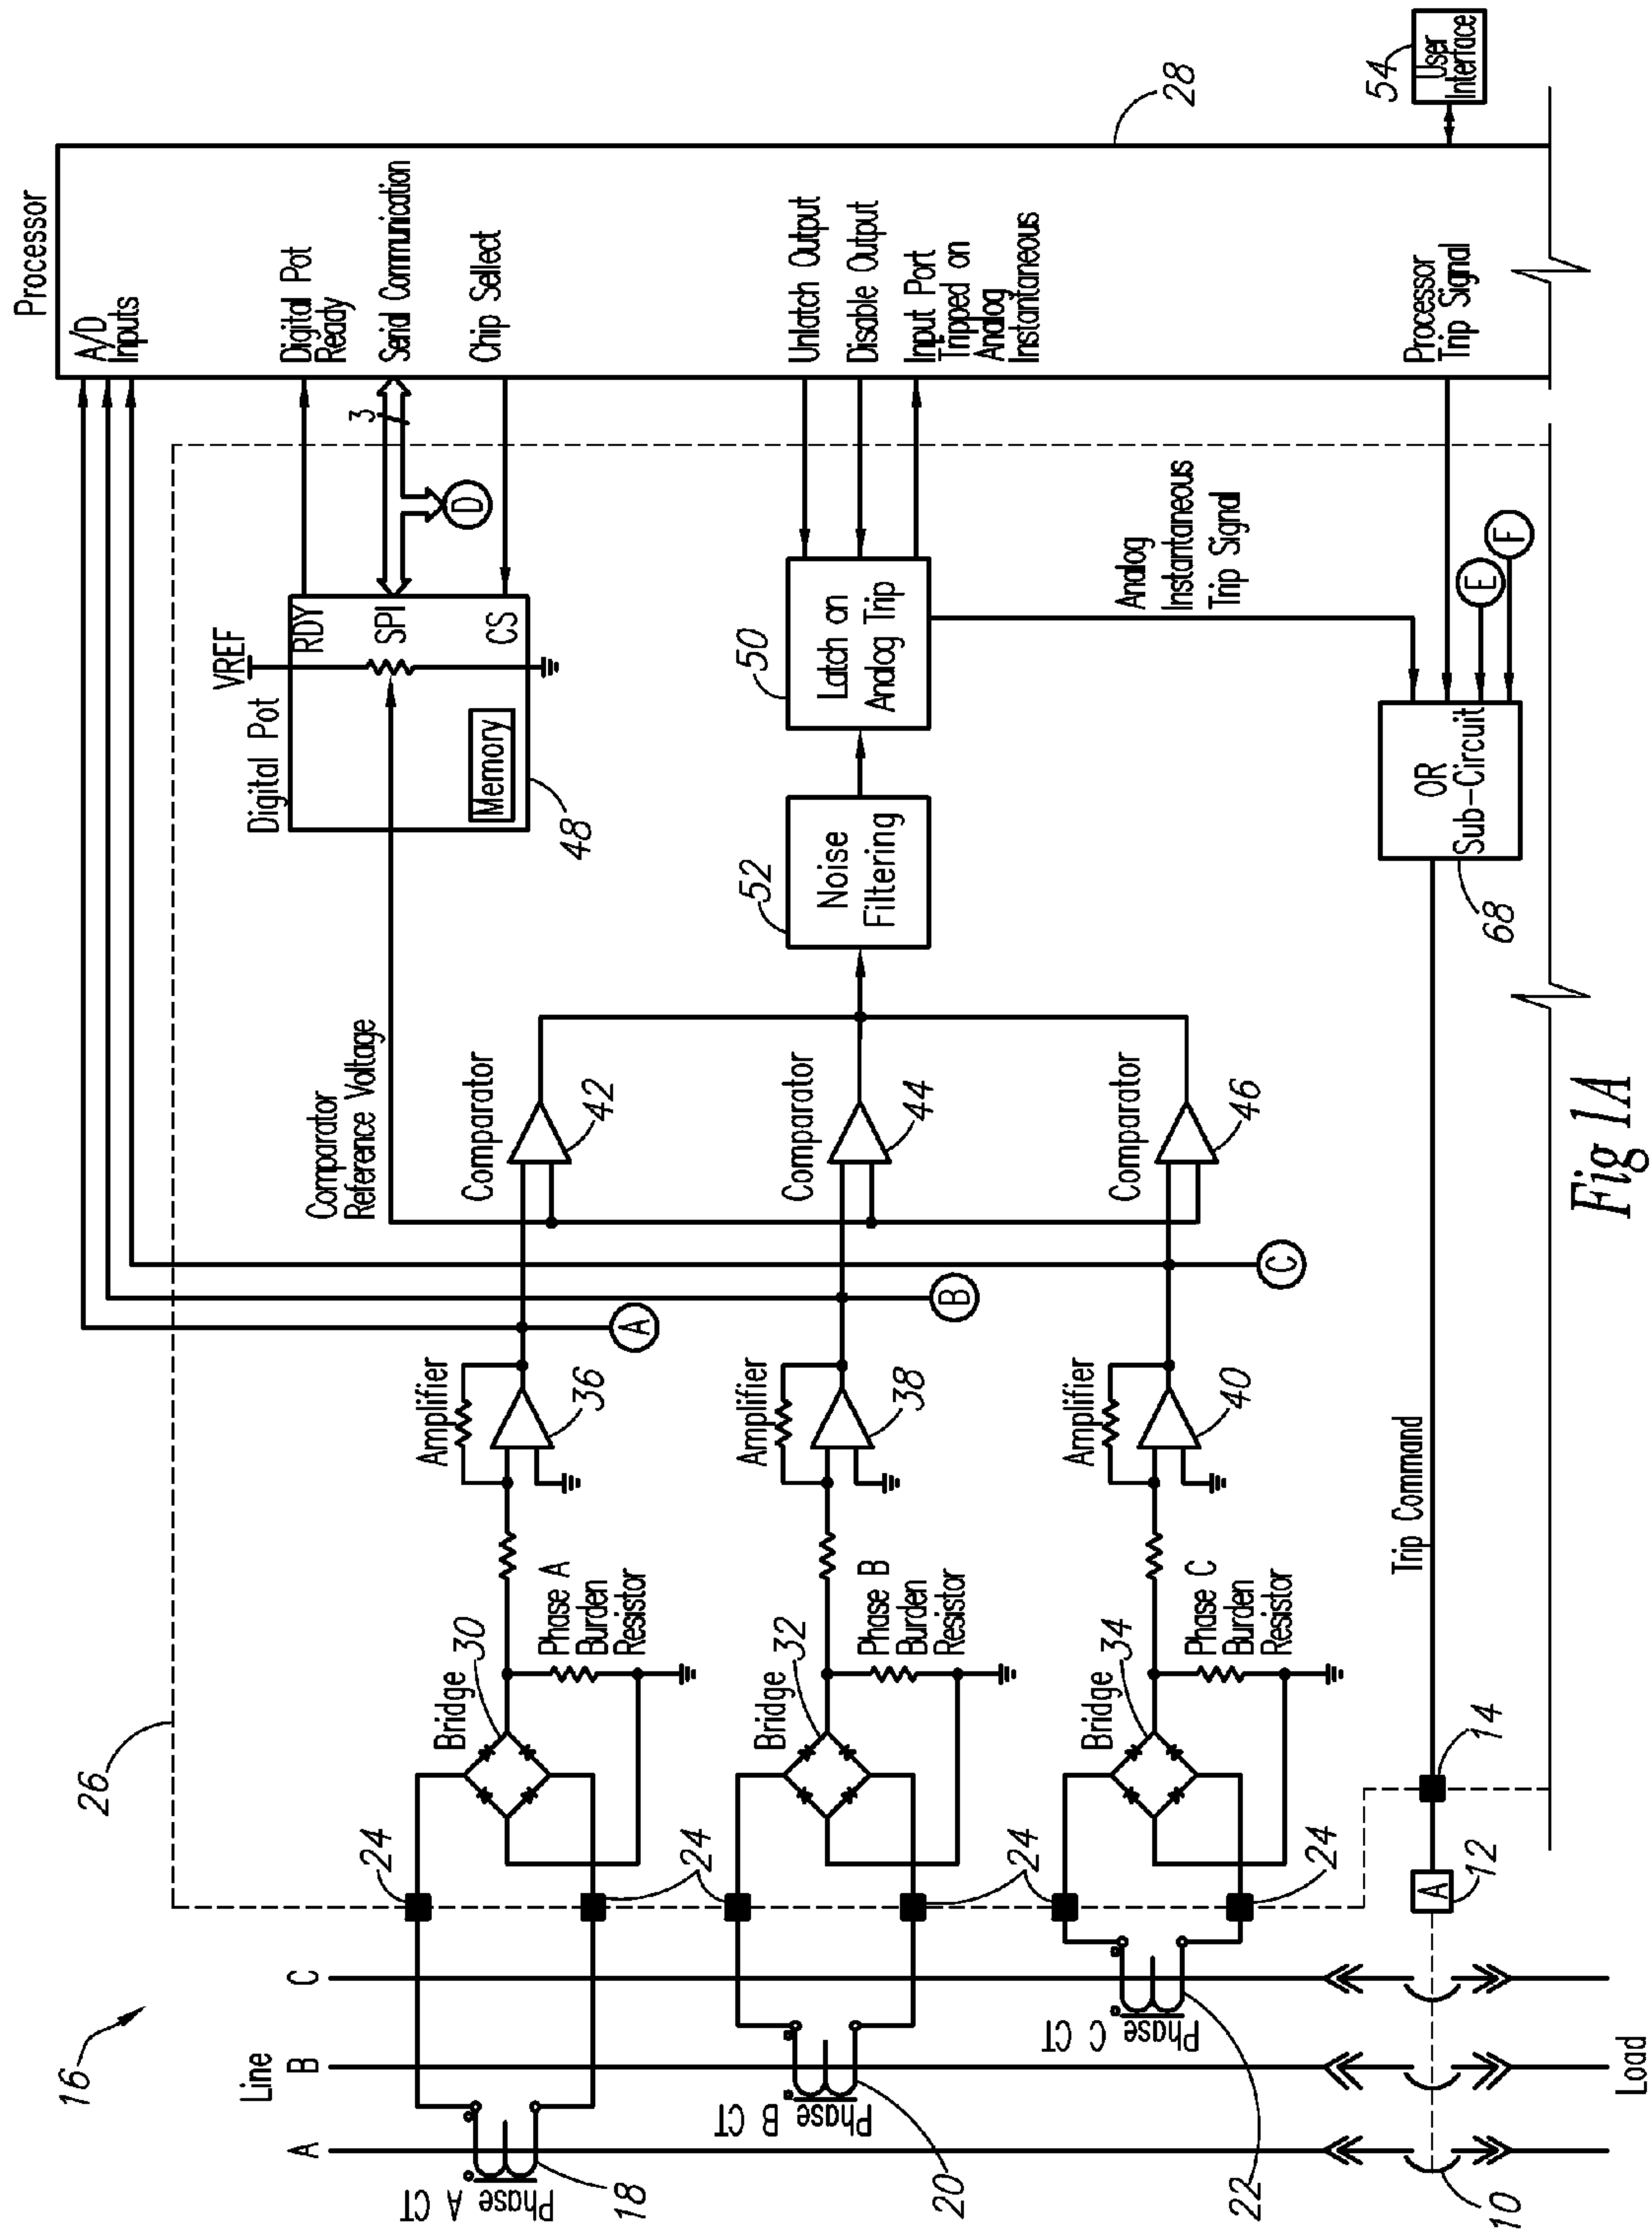 16
Line
A
B
C
Load
10
12
A
14
Phase A CT
18
Phase B CT
20
Phase C CT
22
24
24
24
24
24
26
Bridge
30
Phase A
Burden
Resistor
Bridge
32
Phase B
Burden
Resistor
Bridge
34
Phase C
Burden
Resistor
Amplifier
36
Amplifier
38
Amplifier
40
A
B
C
Comparator
Reference Voltage
Comparator
42
Comparator
44
Comparator
46
Trip Command
Digital Pot
VREF
RDY
SPI
CS
Memory
48
3
D
52
Noise
Filtering
50
Latch on
Analog Trip
Analog
Instantaneous
Trip Signal
OR
Sub-Circuit
68
E
F
Processor
A/D
Inputs
Digital Pot
Ready
Serial Communication
Chip Sellect
Unlatch Output
Disable Output
Input Port
Tripped on
Analog
Instantaneous
Processor
Trip Signal
28
54
User
Interface
Fig 1A